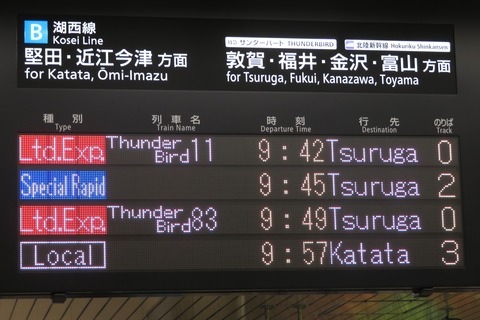 B 湖西線
Kosei Line
堅田・近江今津 方面
for Katata, Ōmi-Imazu
サンダーバード THUNDERBIRD 北陸新幹線 Hokuriku Shinkansen
敦賀・福井・金沢・富山 方面
for Tsuruga, Fukui, Kanazawa, Toyama
種別 列車名 時刻 行先 のりば
Type Train Name Departure Time Destination Track
Ltd.Exp. Thunder Bird 11 9:42 Tsuruga 0
Special Rapid 9:45 Tsuruga 2
Ltd.Exp. Thunder Bird 83 9:49 Tsuruga 0
Local 9:57 Katata 3